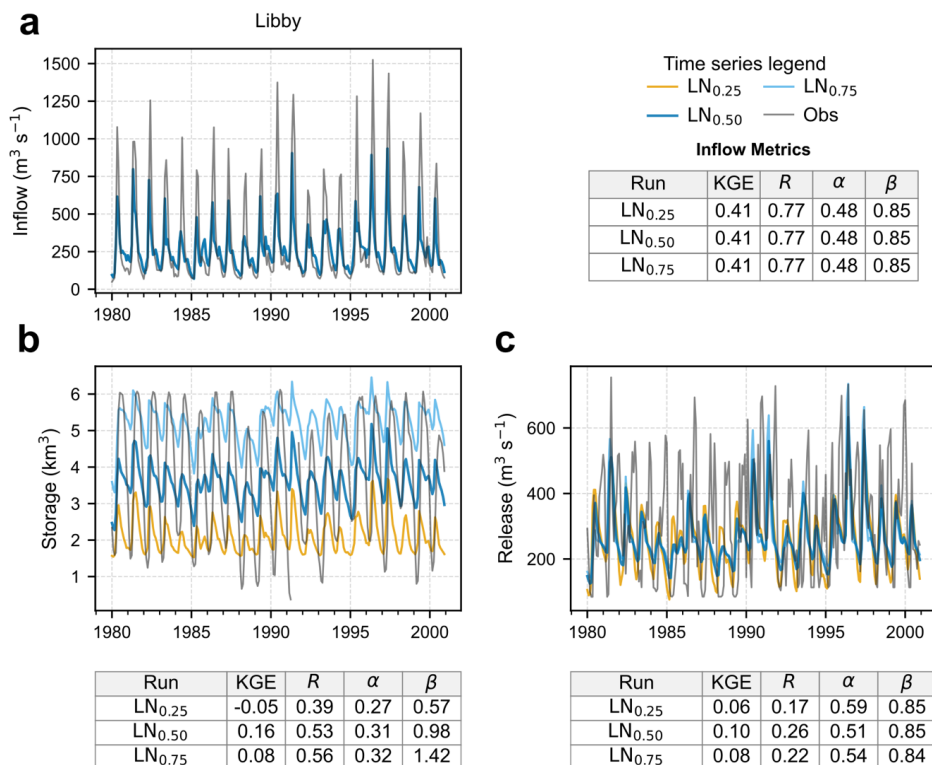 a
Libby
Inflow (m³ s⁻¹)
1500
1250
1000
750
500
250
0
1980 1985 1990 1995 2000
Time series legend
LN0.25 LN0.75
LN0.50 Obs
Inflow Metrics
Run KGE R α β
LN0.25 0.41 0.77 0.48 0.85
LN0.50 0.41 0.77 0.48 0.85
LN0.75 0.41 0.77 0.48 0.85
b
Storage (km³)
6
5
4
3
2
1
1980 1985 1990 1995 2000
Run KGE R α β
LN0.25 -0.05 0.39 0.27 0.57
LN0.50 0.16 0.53 0.31 0.98
LN0.75 0.08 0.56 0.32 1.42
c
Release (m³ s⁻¹)
600
400
200
1980 1985 1990 1995 2000
Run KGE R α β
LN0.25 0.06 0.17 0.59 0.85
LN0.50 0.10 0.26 0.51 0.85
LN0.75 0.08 0.22 0.54 0.84